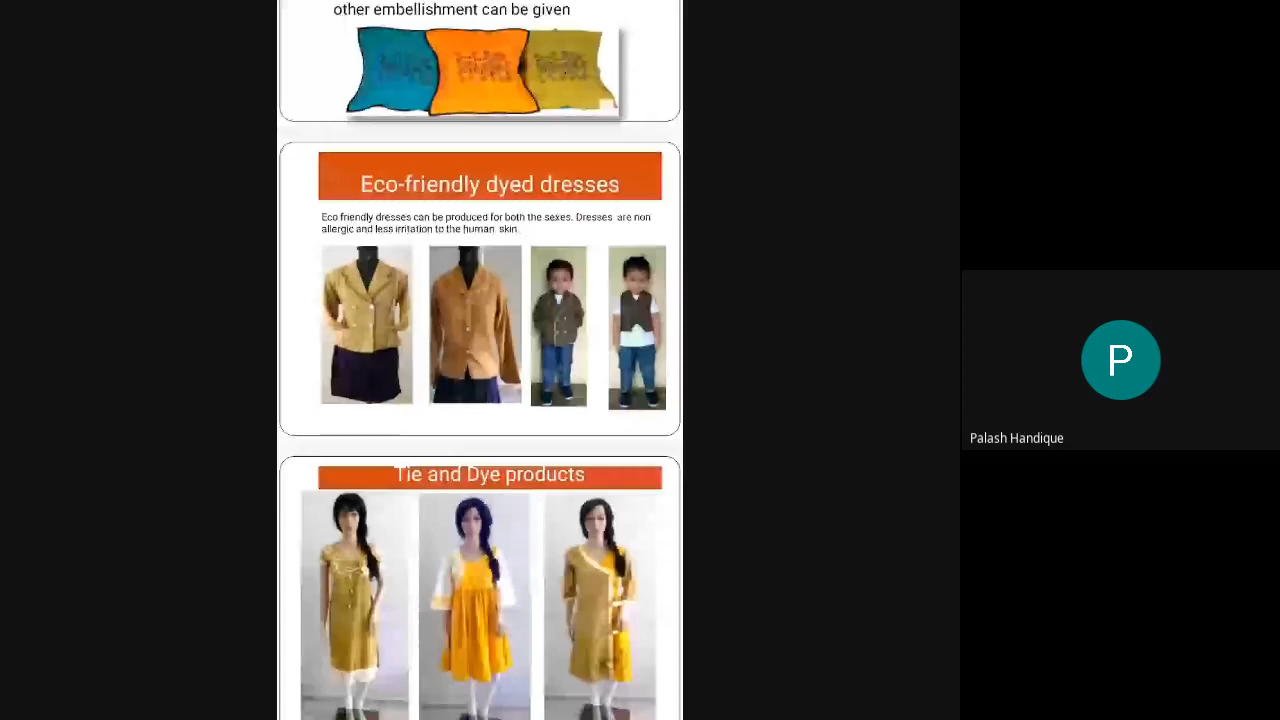 other embellishment can be given
Eco-friendly dyed dresses
Eco friendly dresses can be produced for both the sexes. Dresses are non
allergic and less irritation to the human skin.
Tie and Dye products
P
Palash Handique